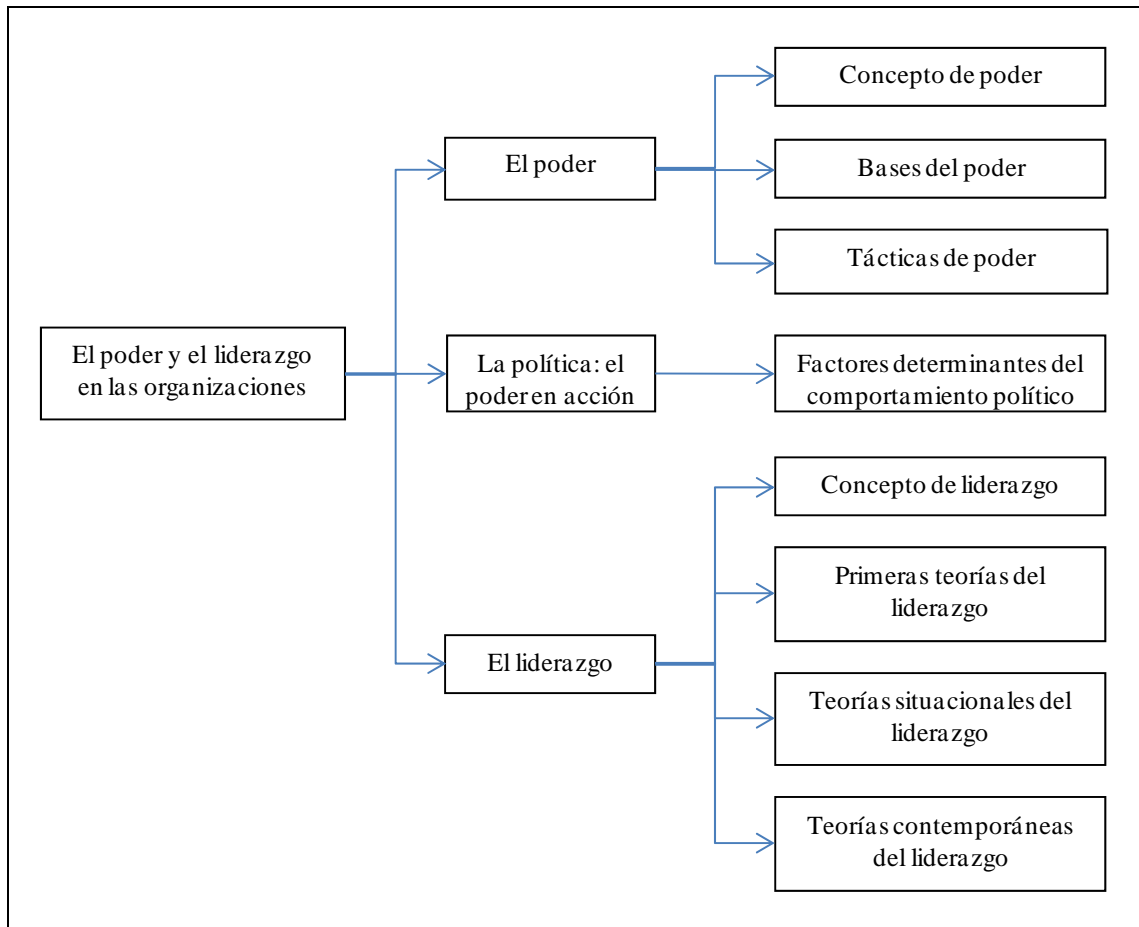 Concepto de poder
El poder
Bases del poder
Tácticas de poder
El poder y el liderazgo
en las organizaciones
La política: el
poder en acción
Factores determinantes del
comportamiento político
Concepto de liderazgo
Primeras teorías del
liderazgo
El liderazgo
Teorías situacionales del
liderazgo
Teorías contemporáneas
del liderazgo